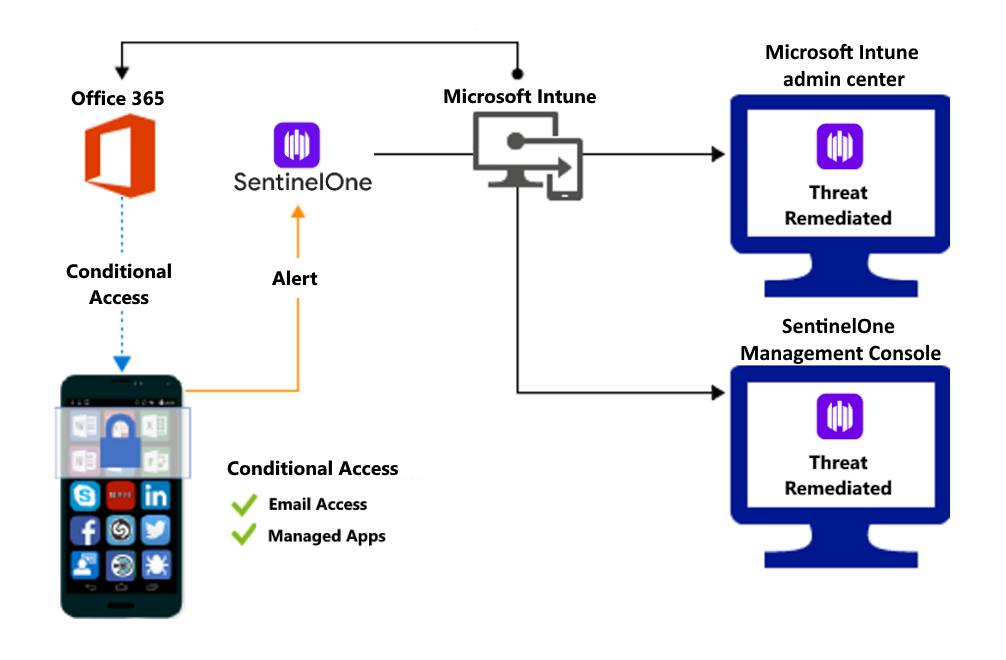 Microsoft Intune
admin center
Office 365
Microsoft Intune
SentinelOne
Threat
Remediated
Conditional
Access
Alert
SentinelOne
Management Console
Threat
Remediated
Conditional Access
Email Access
Managed Apps
in
f